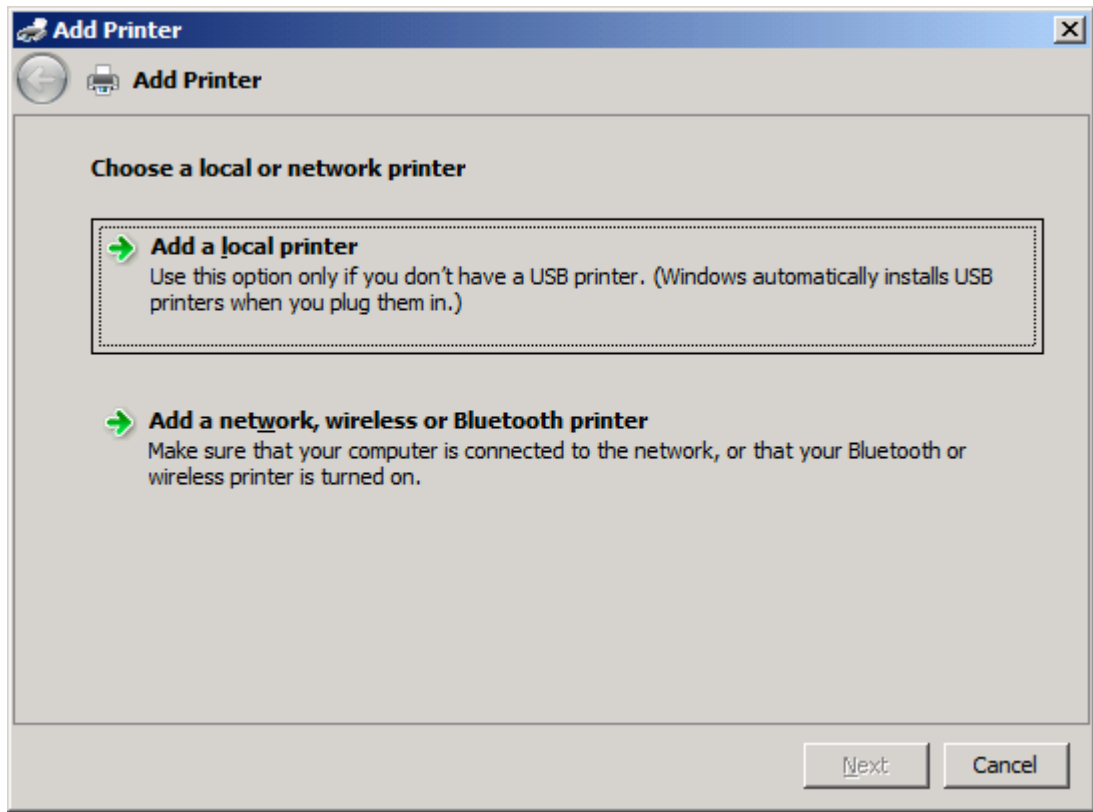 Add Printer
Add Printer
Choose a local or network printer
Add a local printer
Use this option only if you don't have a USB printer. (Windows automatically installs USB
printers when you plug them in.)
Add a network, wireless or Bluetooth printer
Make sure that your computer is connected to the network, or that your Bluetooth or
wireless printer is turned on.
Next
Cancel